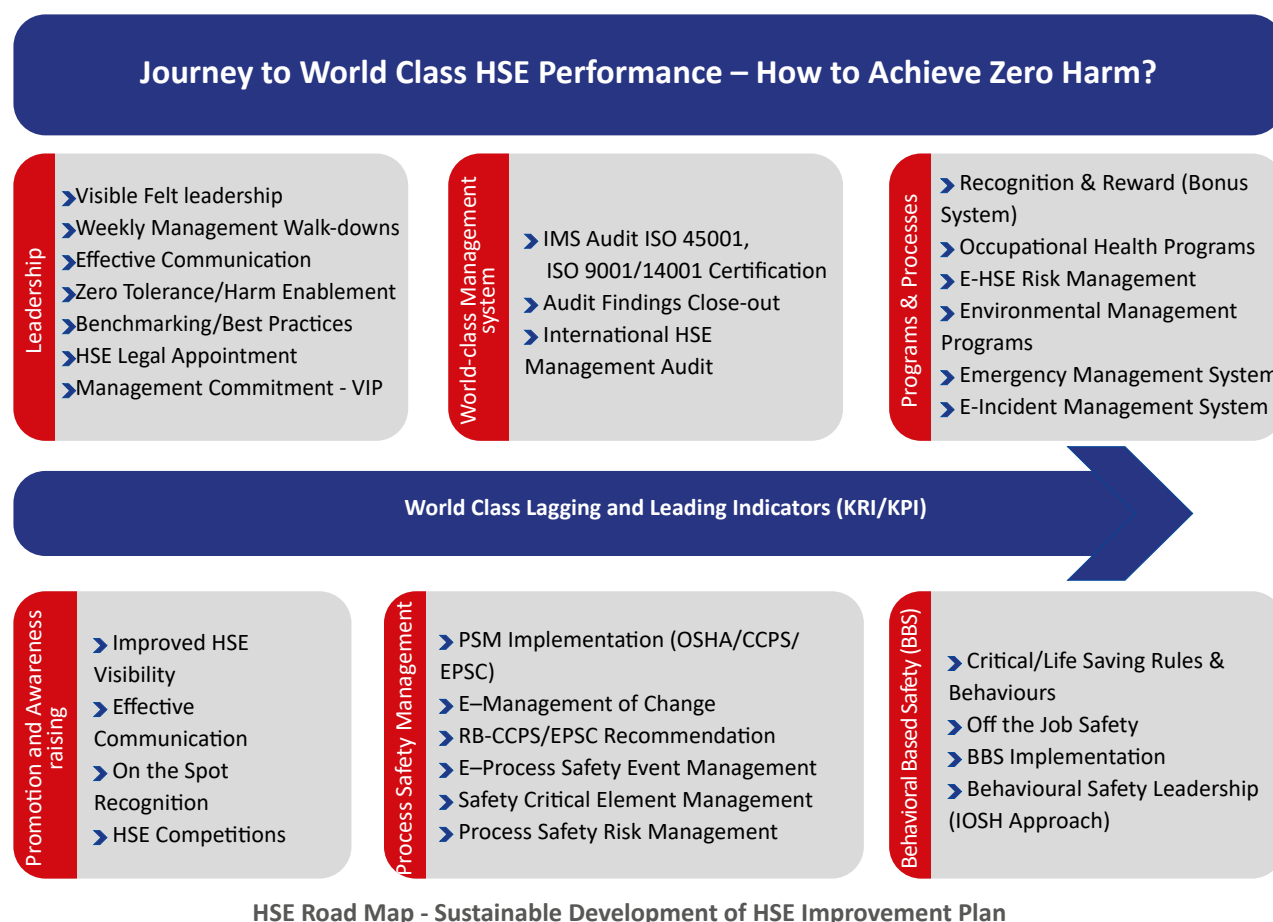 Journey to World Class HSE Performance – How to Achieve Zero Harm?
Leadership
Visible Felt leadership
Weekly Management Walk-downs
Effective Communication
Zero Tolerance/Harm Enablement
Benchmarking/Best Practices
HSE Legal Appointment
Management Commitment - VIP
World-class Management
system
IMS Audit ISO 45001,
ISO 9001/14001 Certification
Audit Findings Close-out
International HSE
Management Audit
Programs & Processes
Recognition & Reward (Bonus
System)
Occupational Health Programs
E-HSE Risk Management
Environmental Management
Programs
Emergency Management System
E-Incident Management System
World Class Lagging and Leading Indicators (KRI/KPI)
Promotion and Awareness
raising
Improved HSE
Visibility
Effective
Communication
On the Spot
Recognition
HSE Competitions
Process Safety Management
PSM Implementation (OSHA/CCPS/
EPSC)
E–Management of Change
RB-CCPS/EPSC Recommendation
E–Process Safety Event Management
Safety Critical Element Management
Process Safety Risk Management
Behavioral Based Safety (BBS)
Critical/Life Saving Rules &
Behaviours
Off the Job Safety
BBS Implementation
Behavioural Safety Leadership
(IOSH Approach)
HSE Road Map - Sustainable Development of HSE Improvement Plan